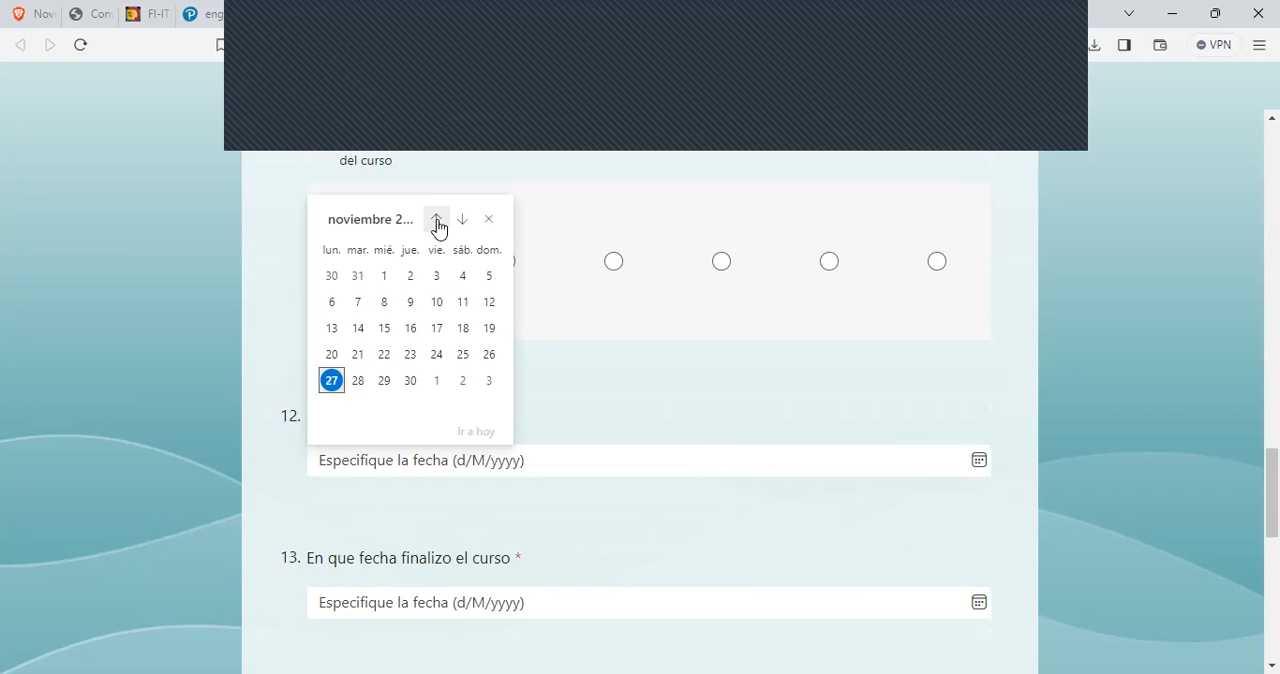 Nov
Con
FI-IT
eng
VPN
del curso
noviembre 2...
lun. mar. mié. jue. vie. sáb. dom.
30 31 1 2 3 4 5
6 7 8 9 10 11 12
13 14 15 16 17 18 19
20 21 22 23 24 25 26
27 28 29 30 1 2 3
Ir a hoy
12.
Especifique la fecha (d/M/yyyy)
13. En que fecha finalizo el curso *
Especifique la fecha (d/M/yyyy)